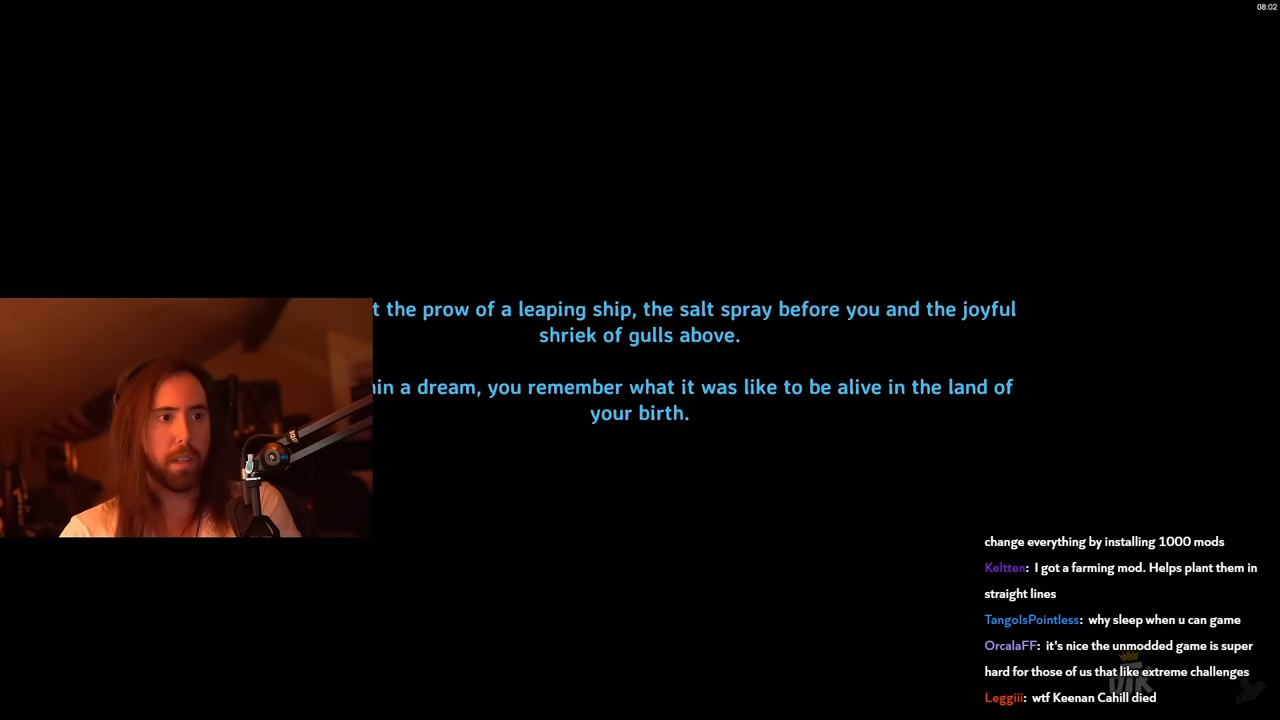 08:02
the prow of a leaping ship, the salt spray before you and the joyful
shriek of gulls above.
a dream, you remember what it was like to be alive in the land of
your birth.
change everything by installing 1000 mods
Keltten: I got a farming mod. Helps plant them in
straight lines
TangoIsPointless: why sleep when u can game
OrcalaFF: it's nice the unmodded game is super
hard for those of us that like extreme challenges
Leggiii: wtf Keenan Cahill died